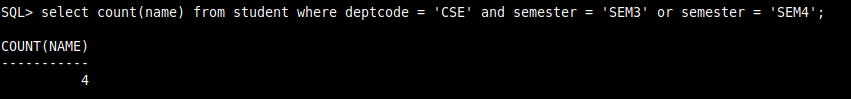 SQL> select count(name) from student where deptcode = 'CSE' and semester = 'SEM3' or semester = 'SEM4';
COUNT(NAME)
-----------
4